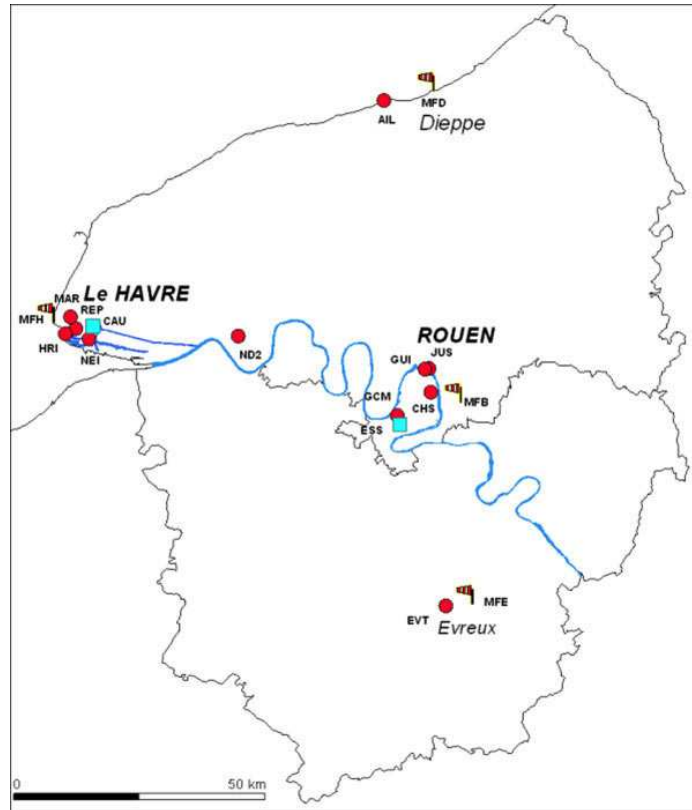 MFD
AIL
Dieppe
Le HAVRE
MAR
REP
MFH
CAU
HRI
NEI
ND2
ROUEN
GUI
JUS
GCM
MFB
CHS
ESS
MFE
EVT
Evreux
0
50 km